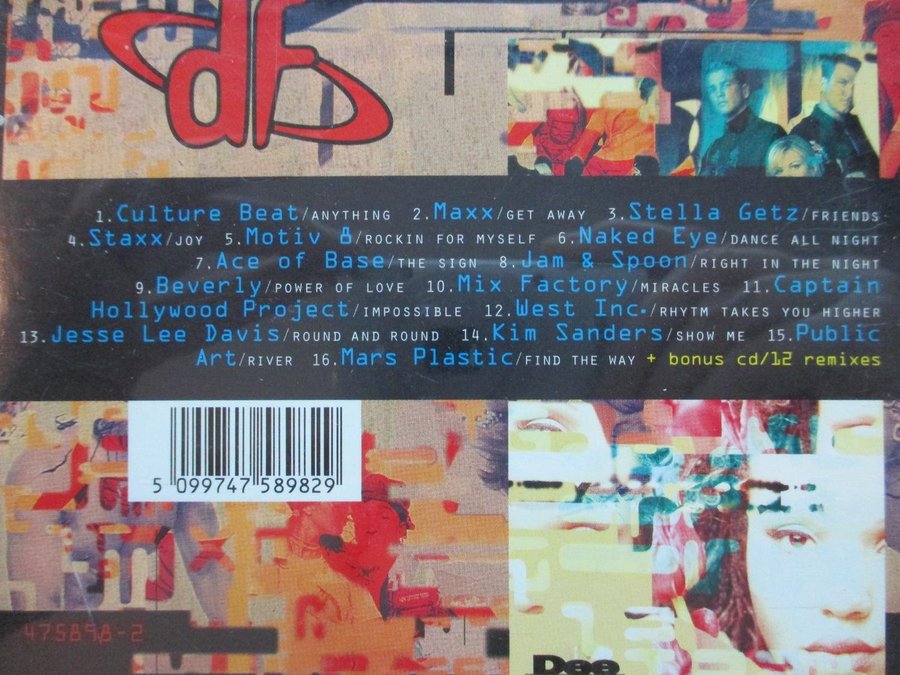 df
1.Culture Beat/ANYTHING 2.Maxx/GET AWAY 3.Stella Getz/FRIENDS
4.Staxx/JOY 5.Motiv 8/ROCKIN FOR MYSELF 6.Naked Eye/DANCE ALL NIGHT
7.Ace of Base/THE SIGN 8.Jam & Spoon/RIGHT IN THE NIGHT
9.Beverly/POWER OF LOVE 10.Mix Factory/MIRACLES 11.Captain
Hollywood Project/IMPOSSIBLE 12.West Inc./RHYTM TAKES YOU HIGHER
13.Jesse Lee Davis/ROUND AND ROUND 14.Kim Sanders/SHOW ME 15.Public
Art/RIVER 16.Mars Plastic/FIND THE WAY + bonus cd/12 remixes
5 099747 589829
475898-2
Dee